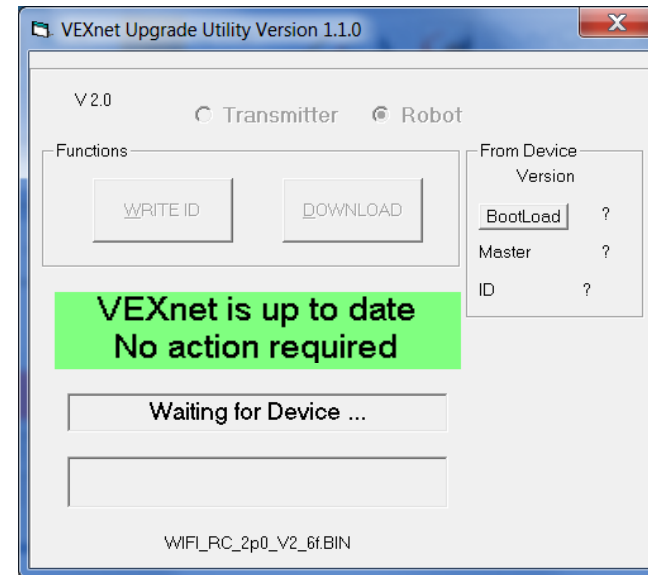 VEXnet Upgrade Utility Version 1.1.0
V 2.0
Transmitter Robot
Functions
WRITE ID DOWNLOAD
From Device
Version
BootLoad ?
Master ?
ID ?
VEXnet is up to date
No action required
Waiting for Device ...
WIFI_RC_2p0_V2_6f.BIN